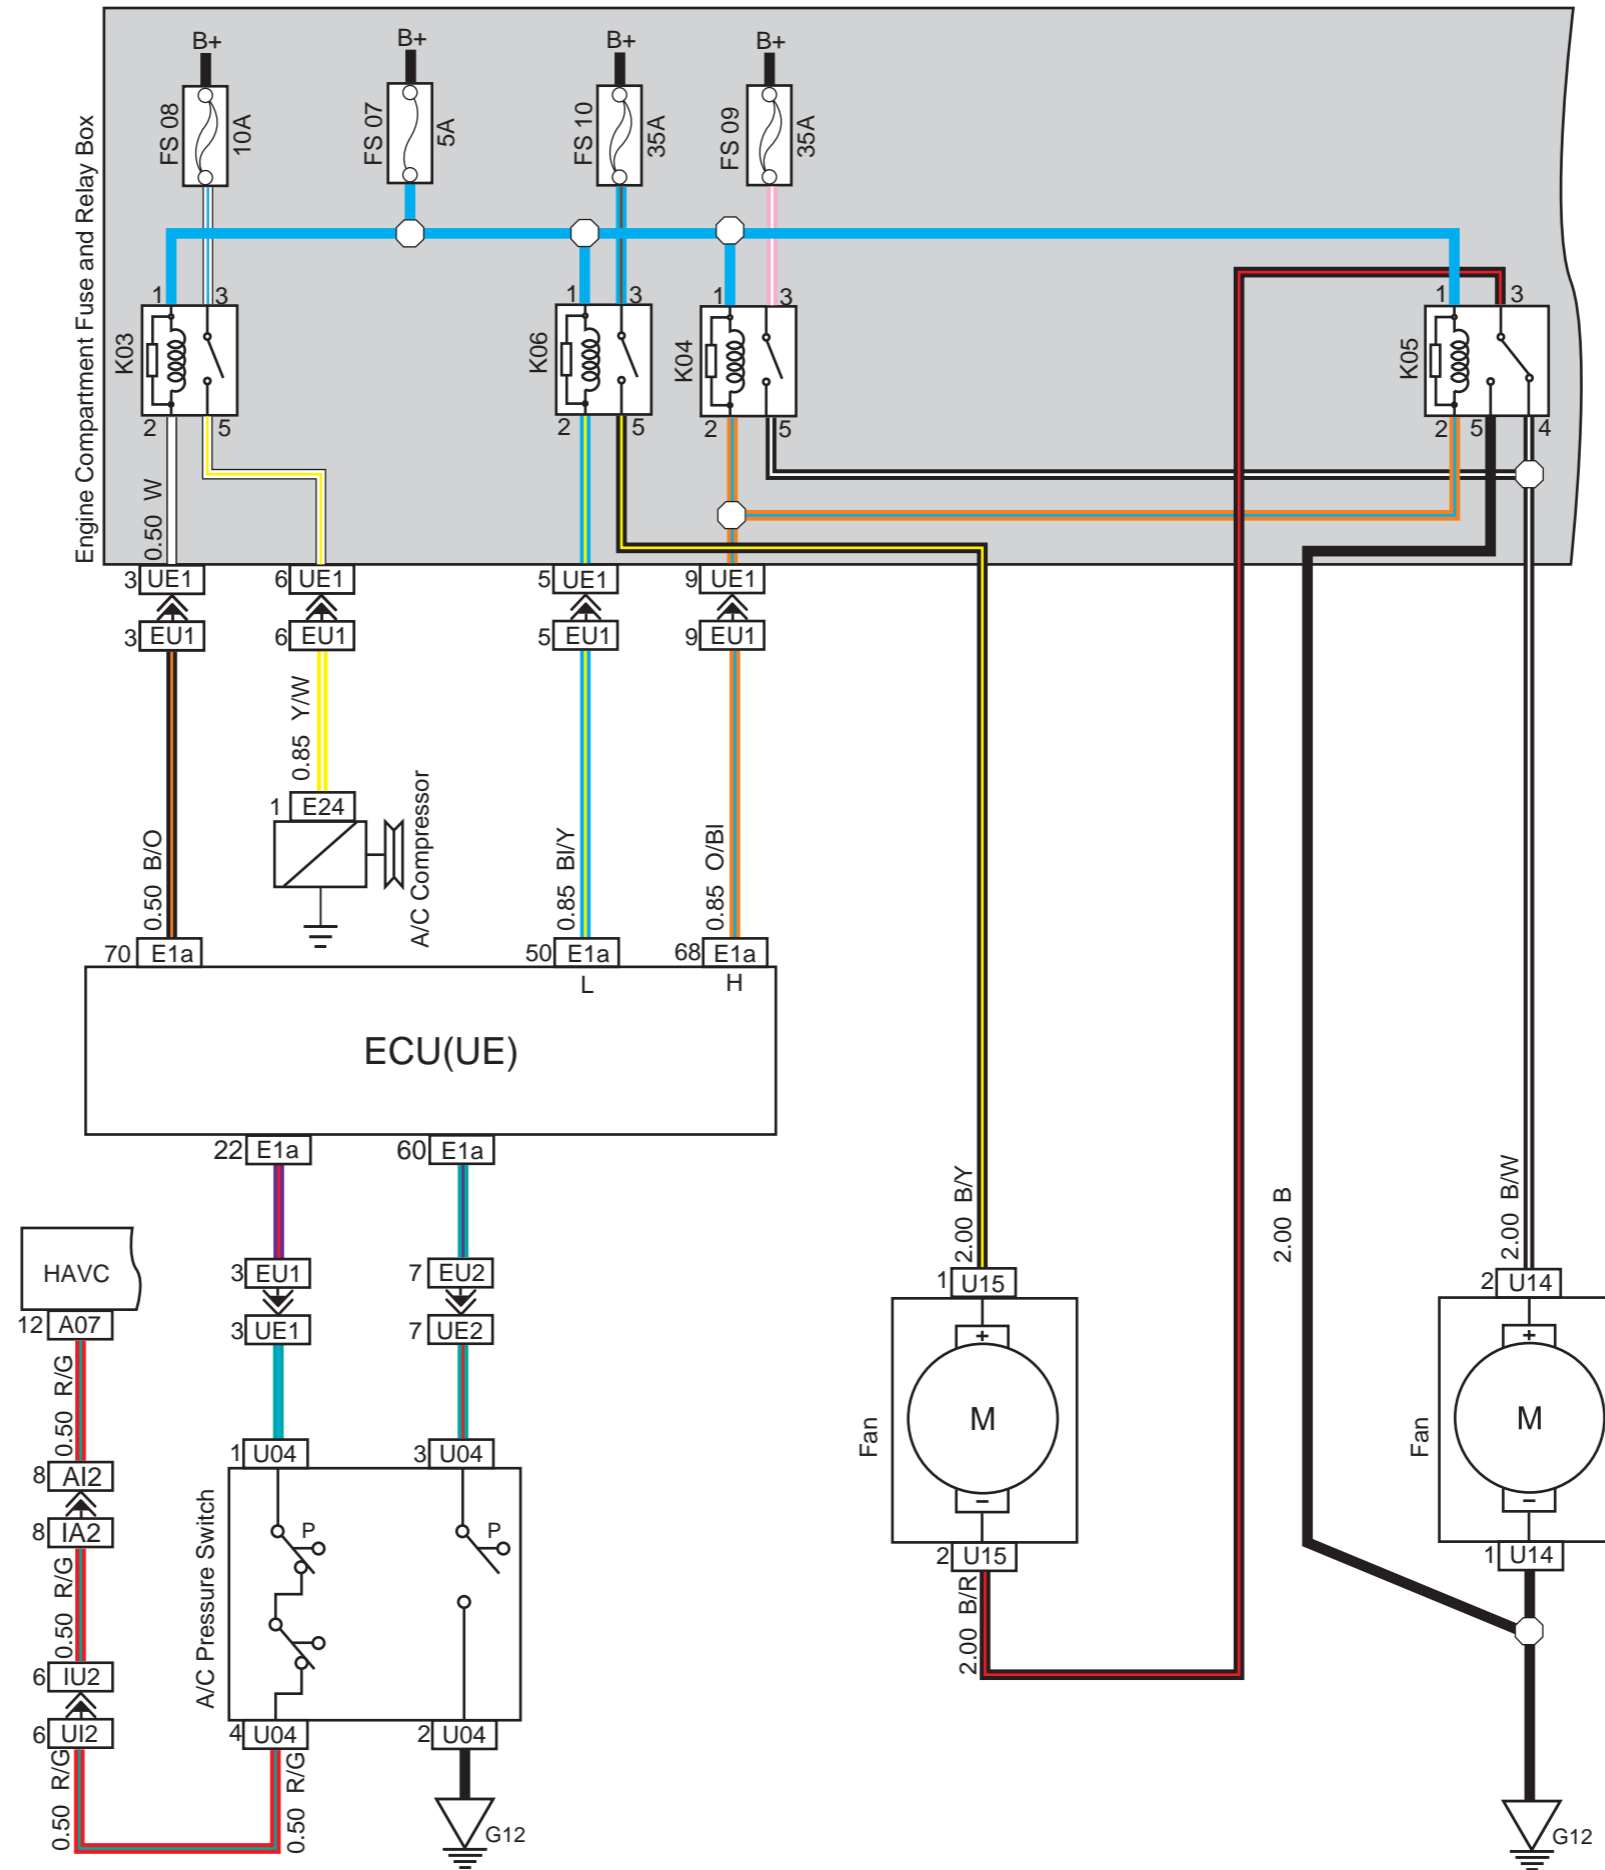 Engine Compartment Fuse and Relay Box
B+
B+
B+
B+
FS 08
10A
FS 07
5A
FS 10
35A
FS 09
35A
1 3
1 3
1 3
1 3
K03
K06
K04
K05
2 5
2 5
2 5
2 5 4
0.50 W
3 UE1
6 UE1
5 UE1
9 UE1
3 EU1
6 EU1
5 EU1
9 EU1
0.85 Y/W
1 E24
A/C Compressor
0.50 B/O
0.85 Bl/Y
0.85 O/Bl
70 E1a
50 E1a
68 E1a
L
H
ECU(UE)
22 E1a
60 E1a
2.00 B/Y
2.00 B
2.00 B/W
HAVC
12 A07
3 EU1
7 EU2
3 UE1
7 UE2
1 U15
2 U14
+
+
0.50 R/G
8 AI2
8 IA2
0.50 R/G
6 IU2
6 UI2
0.50 R/G
1 U04
3 U04
A/C Pressure Switch
P
P
4 U04
2 U04
0.50 R/G
G12
Fan
M
Fan
M
−
−
2 U15
1 U14
2.00 B/R
G12